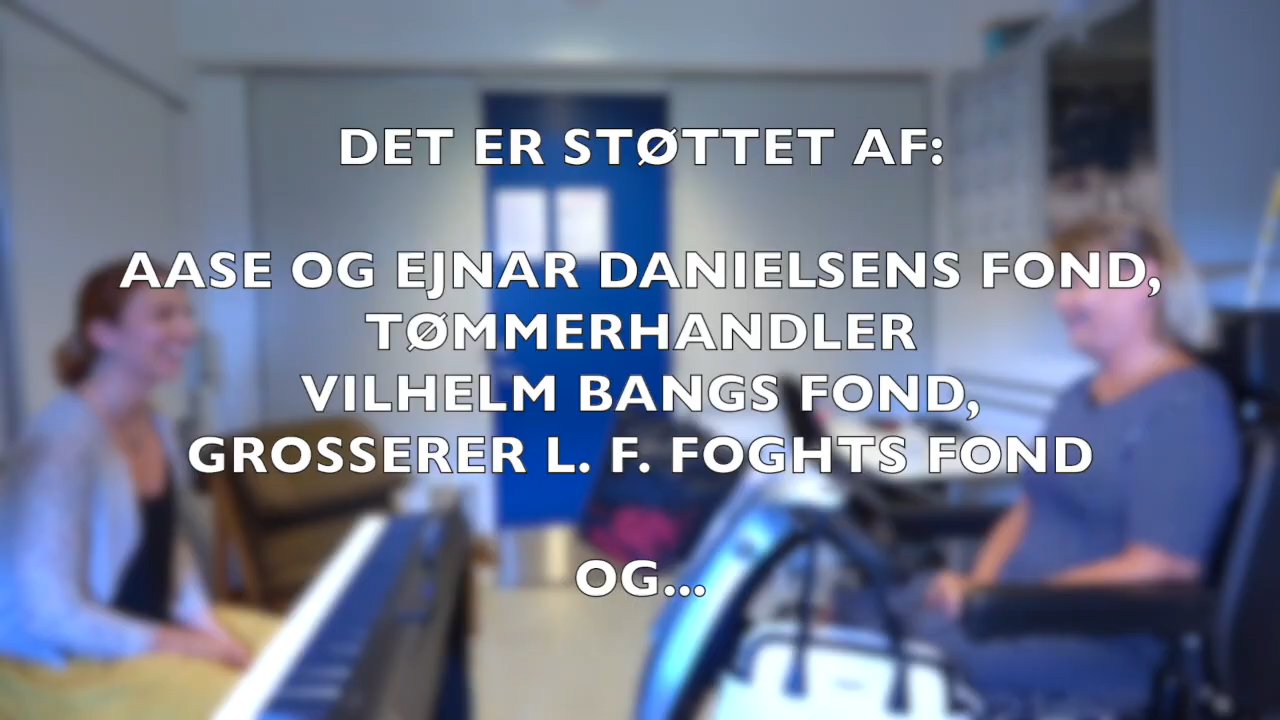 DET ER STØTTET AF:
AASE OG EJNAR DANIELSENS FOND,
TØMMERHANDLER
VILHELM BANGS FOND,
GROSSERER L. F. FOGHTS FOND
OG...